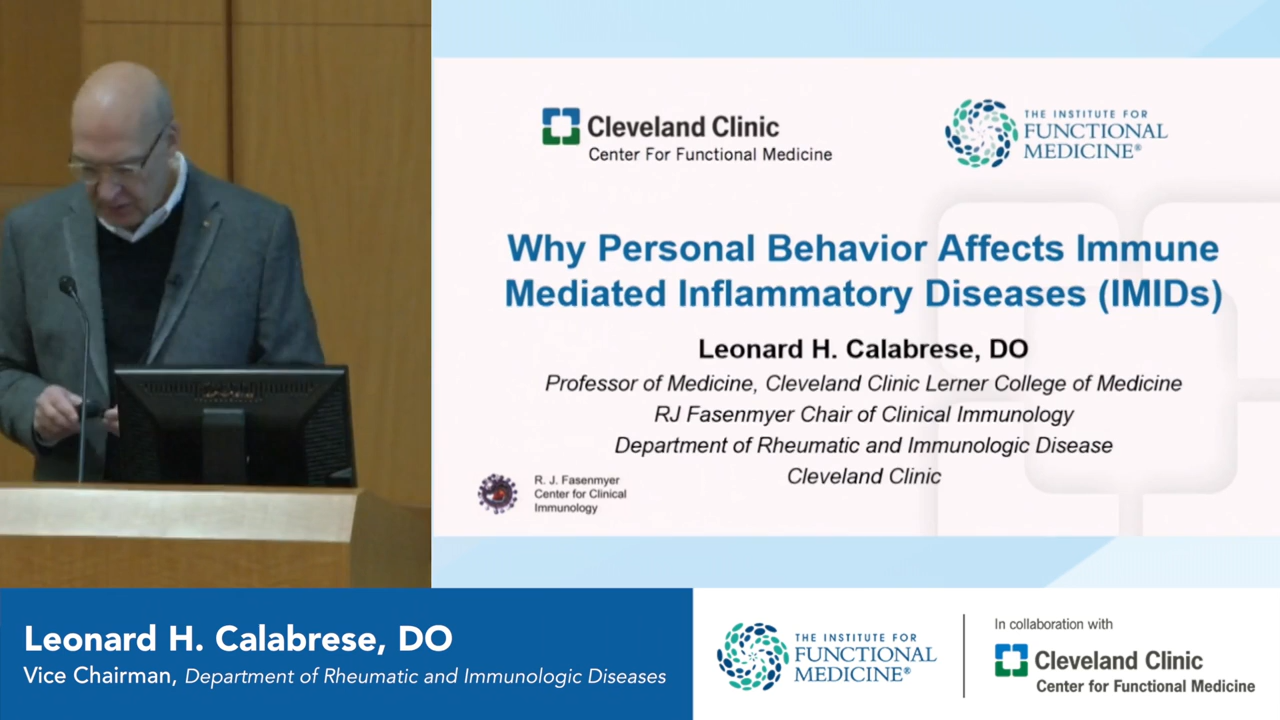 Cleveland Clinic
Center For Functional Medicine
THE INSTITUTE FOR
FUNCTIONAL
MEDICINE®
Why Personal Behavior Affects Immune
Mediated Inflammatory Diseases (IMIDs)
Leonard H. Calabrese, DO
Professor of Medicine, Cleveland Clinic Lerner College of Medicine
RJ Fasenmyer Chair of Clinical Immunology
Department of Rheumatic and Immunologic Disease
Cleveland Clinic
R. J. Fasenmyer
Center for Clinical
Immunology
Leonard H. Calabrese, DO
Vice Chairman, Department of Rheumatic and Immunologic Diseases
THE INSTITUTE FOR
FUNCTIONAL
MEDICINE®
In collaboration with
Cleveland Clinic
Center for Functional Medicine